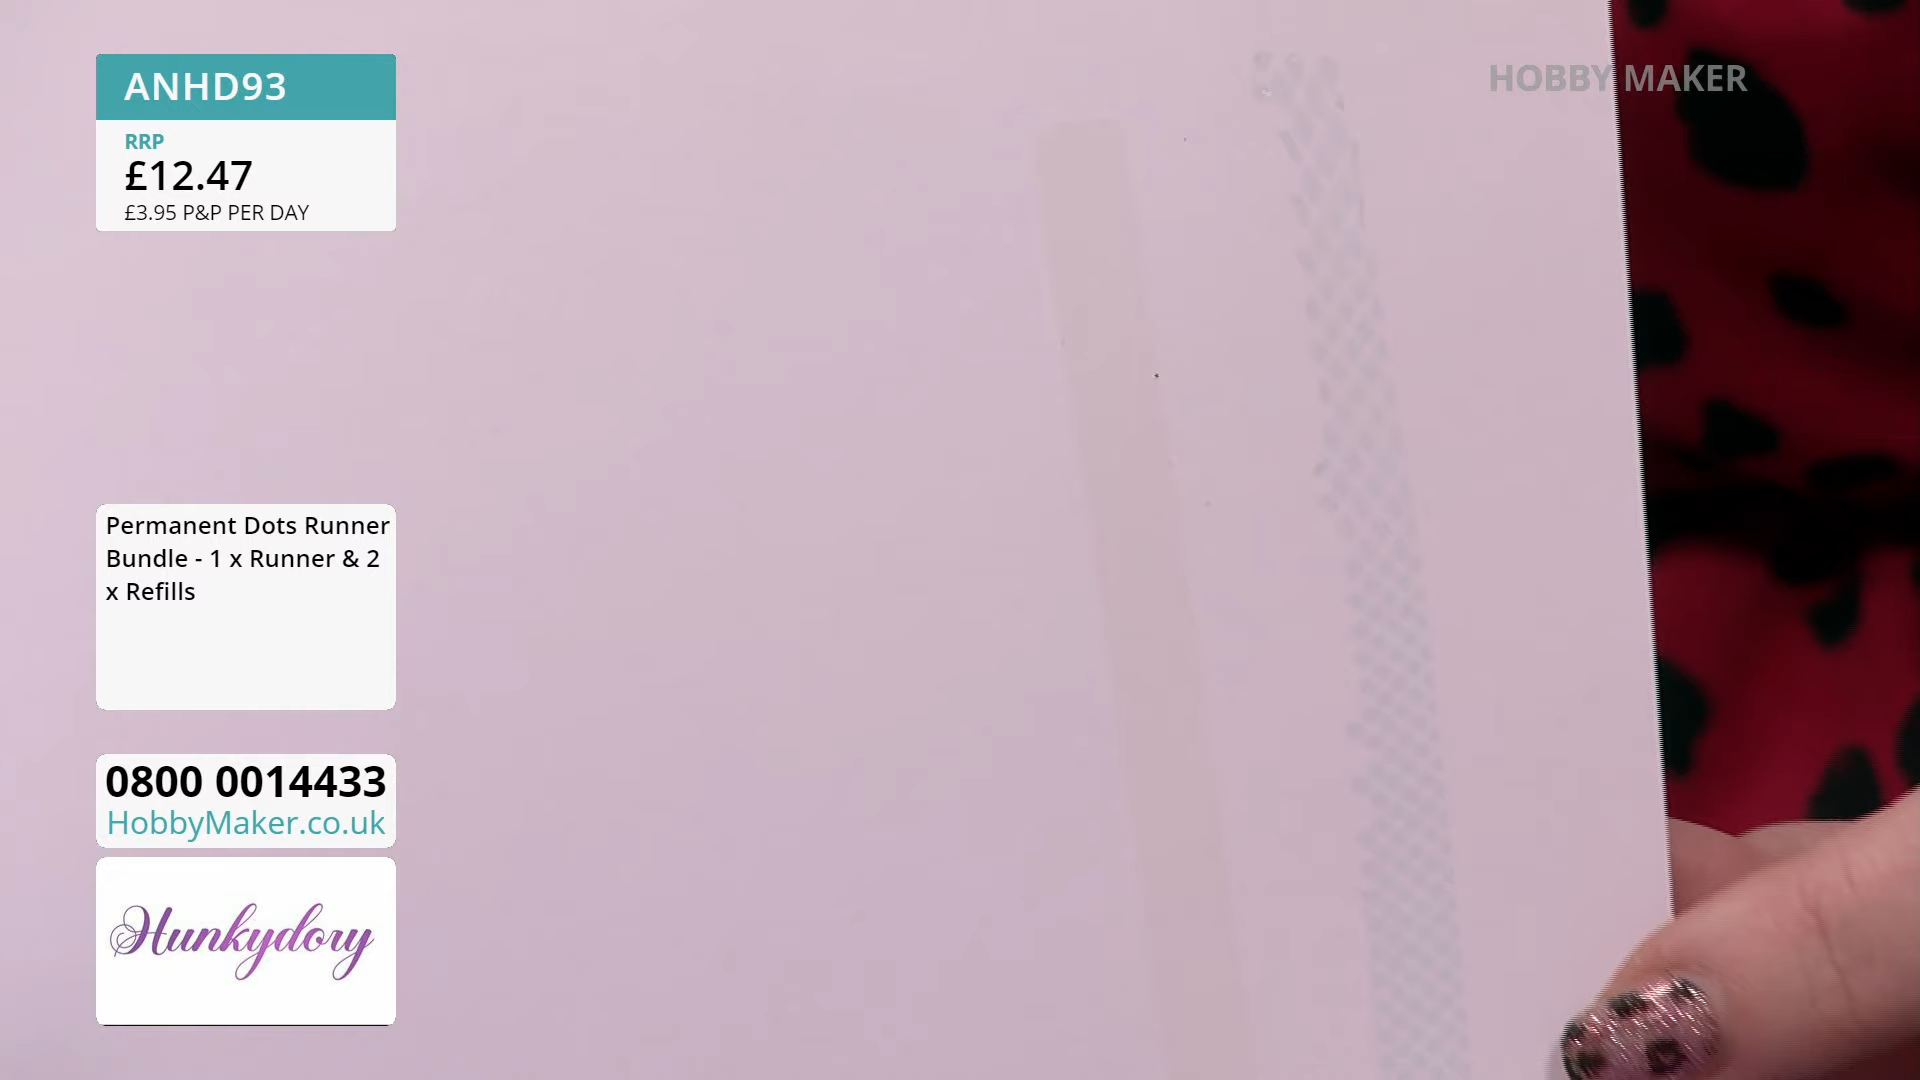 ANHD93
RRP
£12.47
£3.95 P&P PER DAY
HOBBY MAKER
Permanent Dots Runner
Bundle - 1 x Runner & 2
x Refills
0800 0014433
HobbyMaker.co.uk
Hunkydory